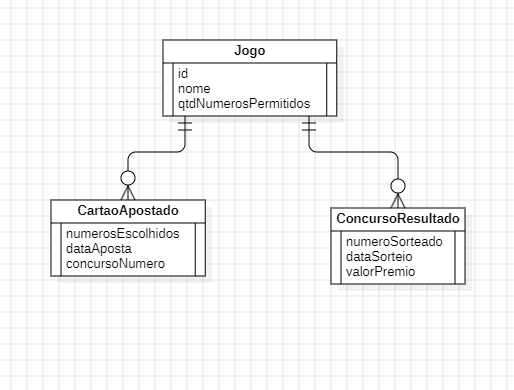 Jogo
id
nome
qtdNumerosPermitidos
CartaoApostado
numerosEscolhidos
dataAposta
concursoNumero
ConcursoResultado
numeroSorteado
dataSorteio
valorPremio